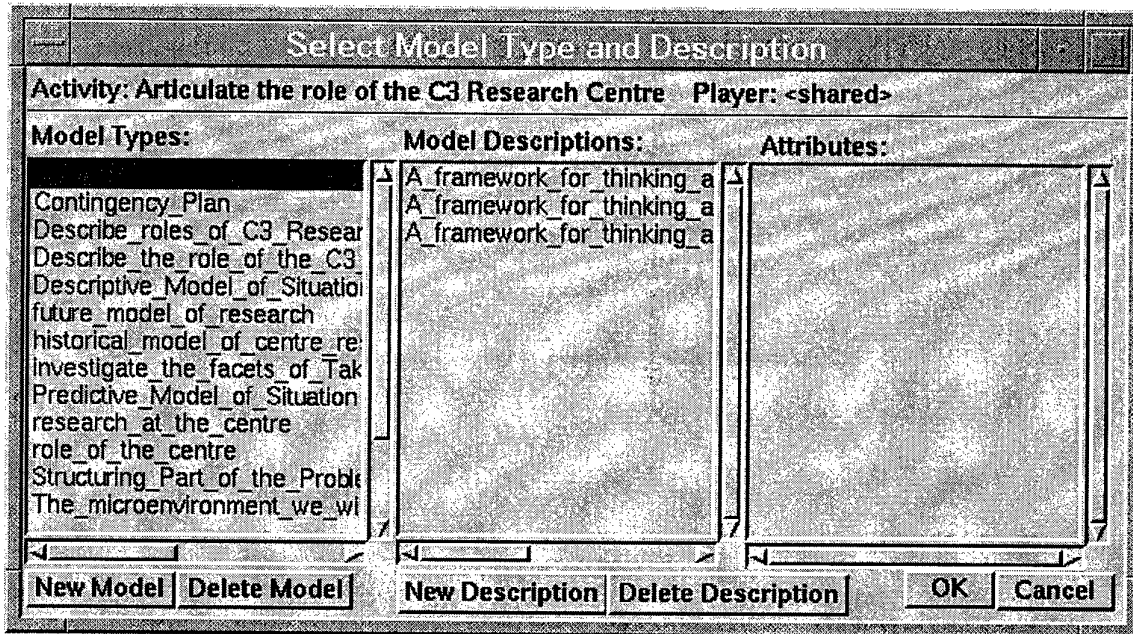 Select Model Type and Description
Activity: Articulate the role of the C3 Research Centre Player: <shared>
Model Types:
Contingency_Plan
Describe_roles_of_C3_Resear
Describe_the_role_of_the_C3_
Descriptive_Model_of_Situatio
future_model_of_research
historical_model_of_centre_re
Investigate_the_facets_of_Tak
Predictive_Model_of_Situation
research_at_the_centre
role_of_the_centre
Structuring_Part_of_the_Proble
The_microenvironment_we_wi
Model Descriptions:
A_framework_for_thinking_a
A_framework_for_thinking_a
A_framework_for_thinking_a
Attributes:
New Model Delete Model New Description Delete Description OK Cancel